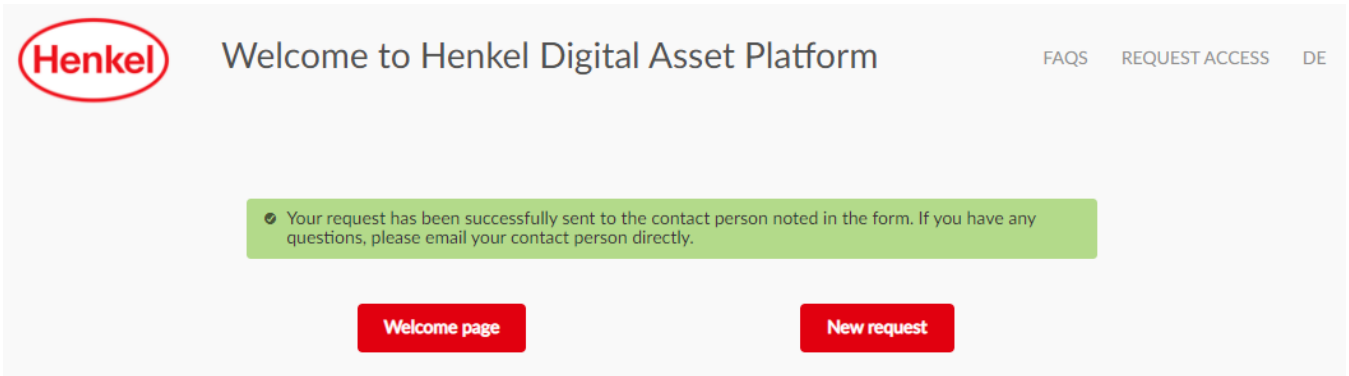 Henkel
Welcome to Henkel Digital Asset Platform
FAQS REQUEST ACCESS DE
Your request has been successfully sent to the contact person noted in the form. If you have any
questions, please email your contact person directly.
Welcome page
New request